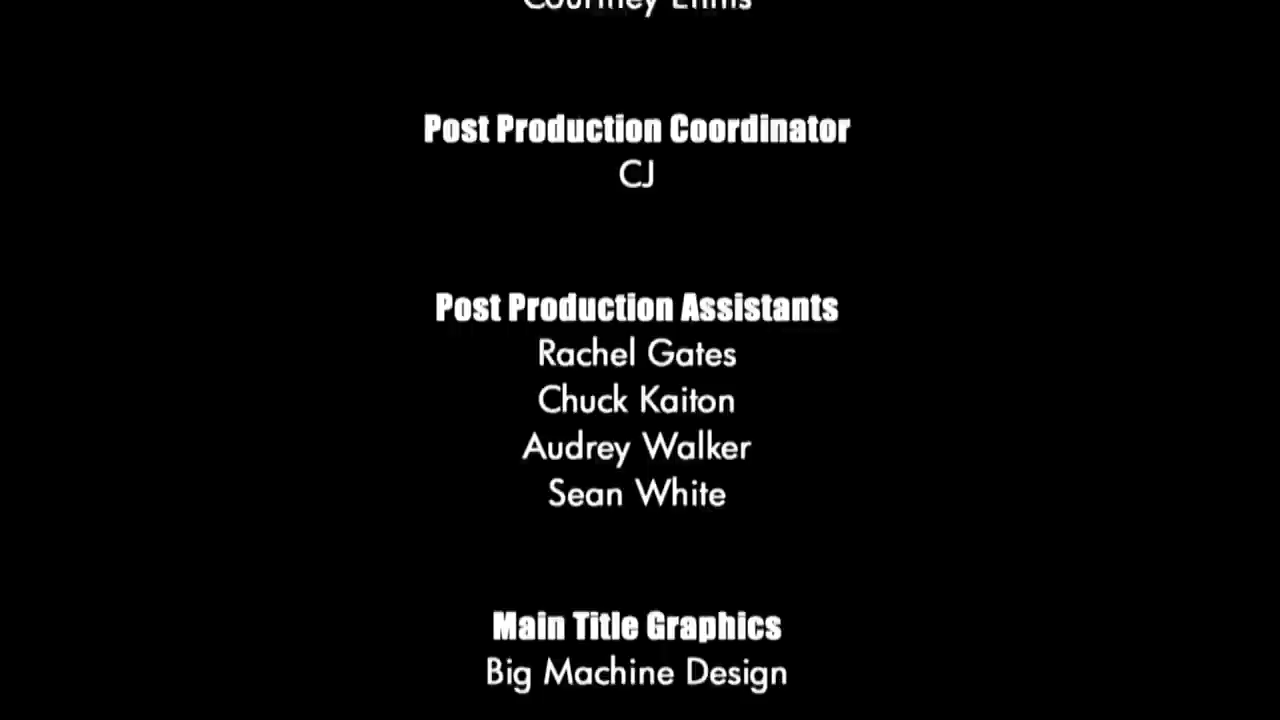 Courtney
Post Production Coordinator
CJ
Post Production Assistants
Rachel Gates
Chuck Kaiton
Audrey Walker
Sean White
Main Title Graphics
Big Machine Design